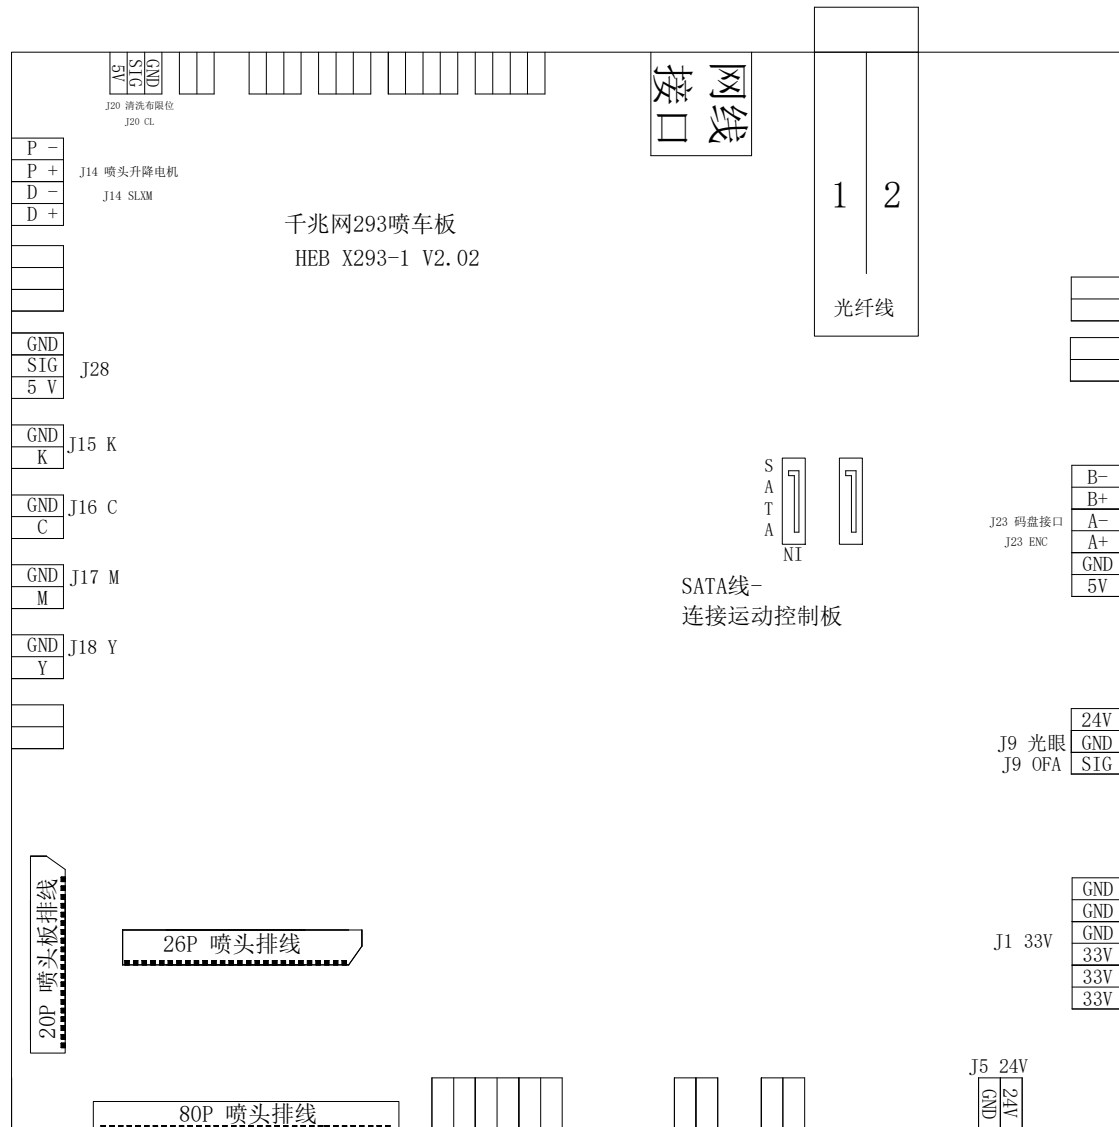 5V
SIG
GND
J20 清洗布限位
J20 CL
网线
接口
P -
P +
D -
D +
J14 喷头升降电机
J14 SLXM
千兆网293喷车板
HEB X293-1 V2.02
1
2
光纤线
GND
SIG
5 V
J28
GND
K
J15 K
GND
C
J16 C
GND
M
J17 M
GND
Y
J18 Y
SATA
NI
SATA线-
连接运动控制板
J23 码盘接口
J23 ENC
B-
B+
A-
A+
GND
5V
J9 光眼
J9 OFA
24V
GND
SIG
20P 喷头板排线
26P 喷头排线
J1 33V
GND
GND
GND
33V
33V
33V
80P 喷头排线
J5 24V
GND
24V